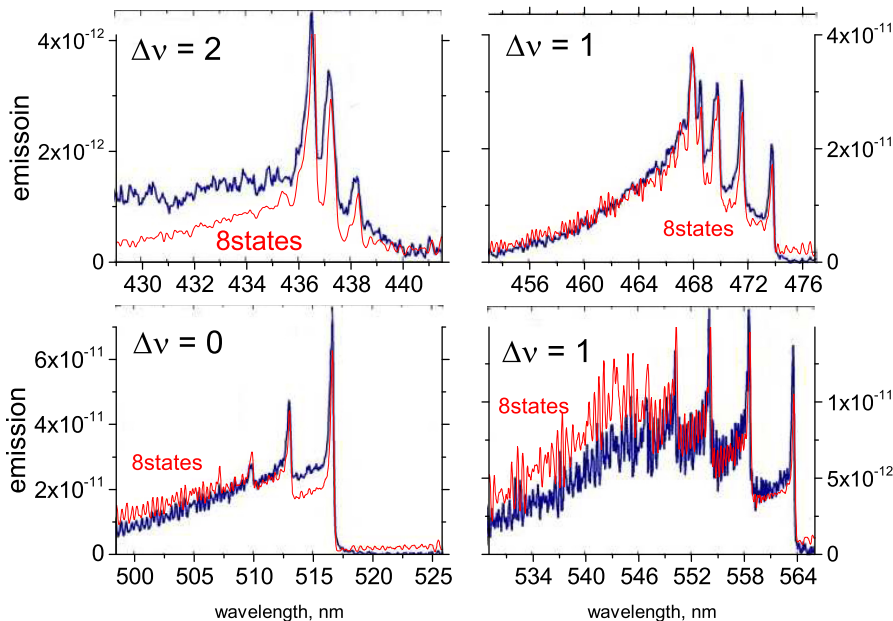 Δν = 2
4x10⁻¹²
2x10⁻¹²
0
emissoin
8states
430 432 434 436 438 440
Δν = 1
4x10⁻¹¹
2x10⁻¹¹
0
8states
456 460 464 468 472 476
Δν = 0
6x10⁻¹¹
4x10⁻¹¹
2x10⁻¹¹
0
emission
8states
500 505 510 515 520 525
wavelength, nm
Δν = 1
8states
1x10⁻¹¹
5x10⁻¹²
0
534 540 546 552 558 564
wavelength, nm